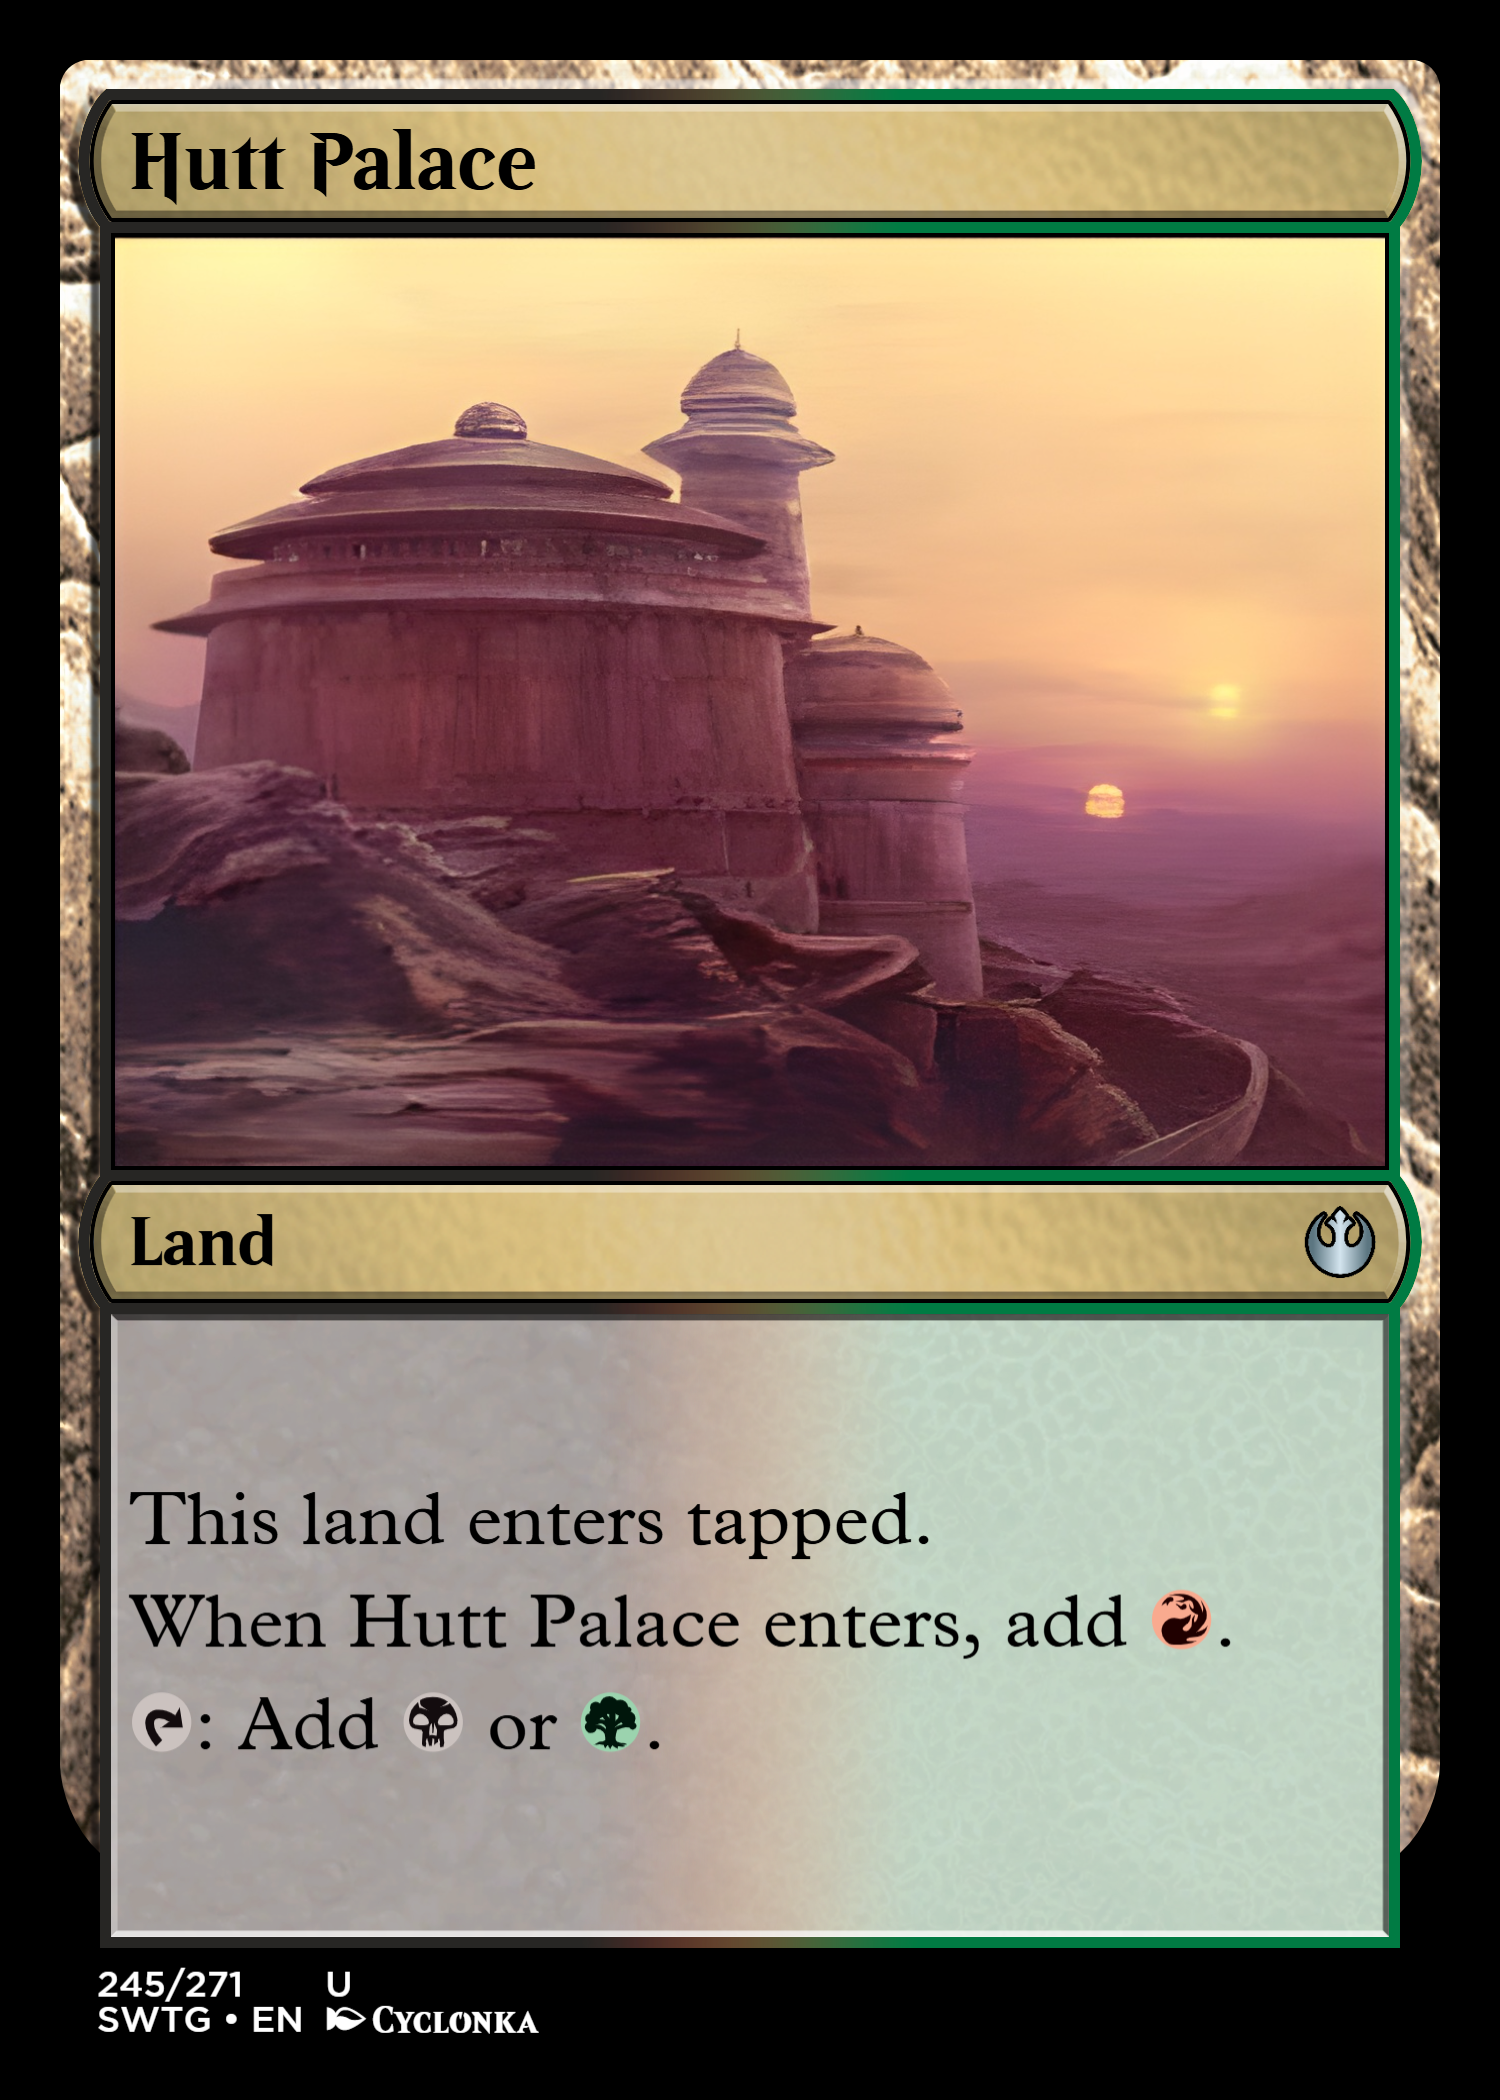 Hutt Palace
Land
This land enters tapped.
When Hutt Palace enters, add .
: Add or .
245/271 U
SWTG • EN CYCLONKA